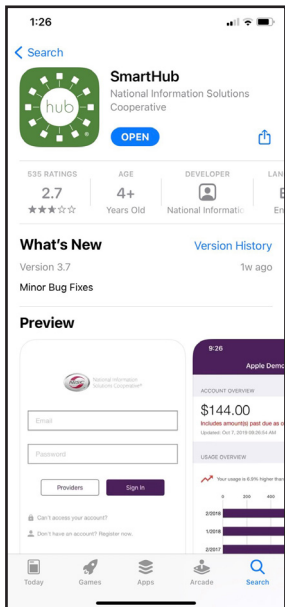 1:26
Search
hub
SmartHub
National Information Solutions
Cooperative
OPEN
535 RATINGS
AGE
DEVELOPER
2.7
4+
Years Old
National Informatio
What's New
Version History
Version 3.7
1w ago
Minor Bug Fixes
Preview
NISC
National Information
Solutions Cooperative
Email
Password
Providers
Sign In
Can't access your account?
Don't have an account? Register now.
9:26
Apple Demo
ACCOUNT OVERVIEW
$144.00
Includes amount(s) past due as o
Updated: Oct 7, 2019 08:26:54 AM
USAGE OVERVIEW
Your usage is 6.9% higher than
0 200 400
2/2018
1/2018
2/2017
Today
Games
Apps
Arcade
Search